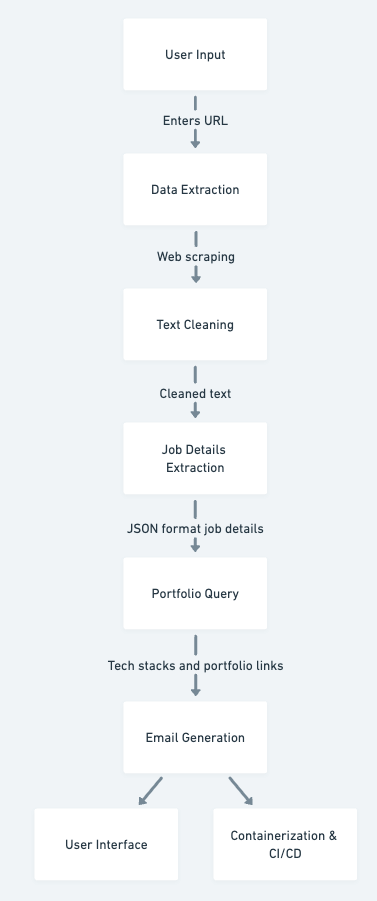 User Input
Enters URL
Data Extraction
Web scraping
Text Cleaning
Cleaned text
Job Details
Extraction
JSON format job details
Portfolio Query
Tech stacks and portfolio links
Email Generation
User Interface
Containerization &
CI/CD